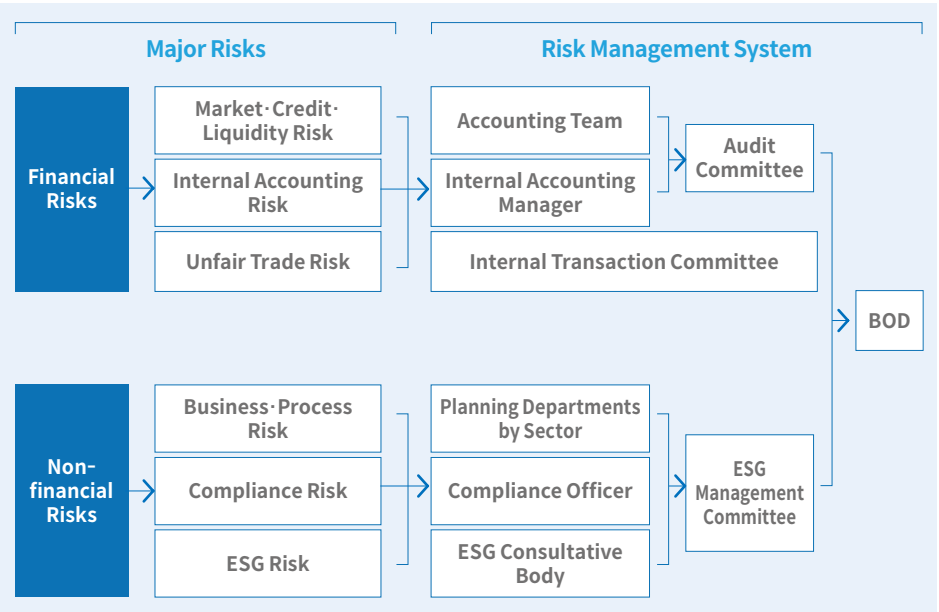 Major Risks
Risk Management System
Financial
Risks
Market·Credit·
Liquidity Risk
Internal Accounting
Risk
Unfair Trade Risk
Accounting Team
Internal Accounting
Manager
Internal Transaction Committee
Audit
Committee
BOD
Non-
financial
Risks
Business·Process
Risk
Compliance Risk
ESG Risk
Planning Departments
by Sector
Compliance Officer
ESG Consultative
Body
ESG
Management
Committee